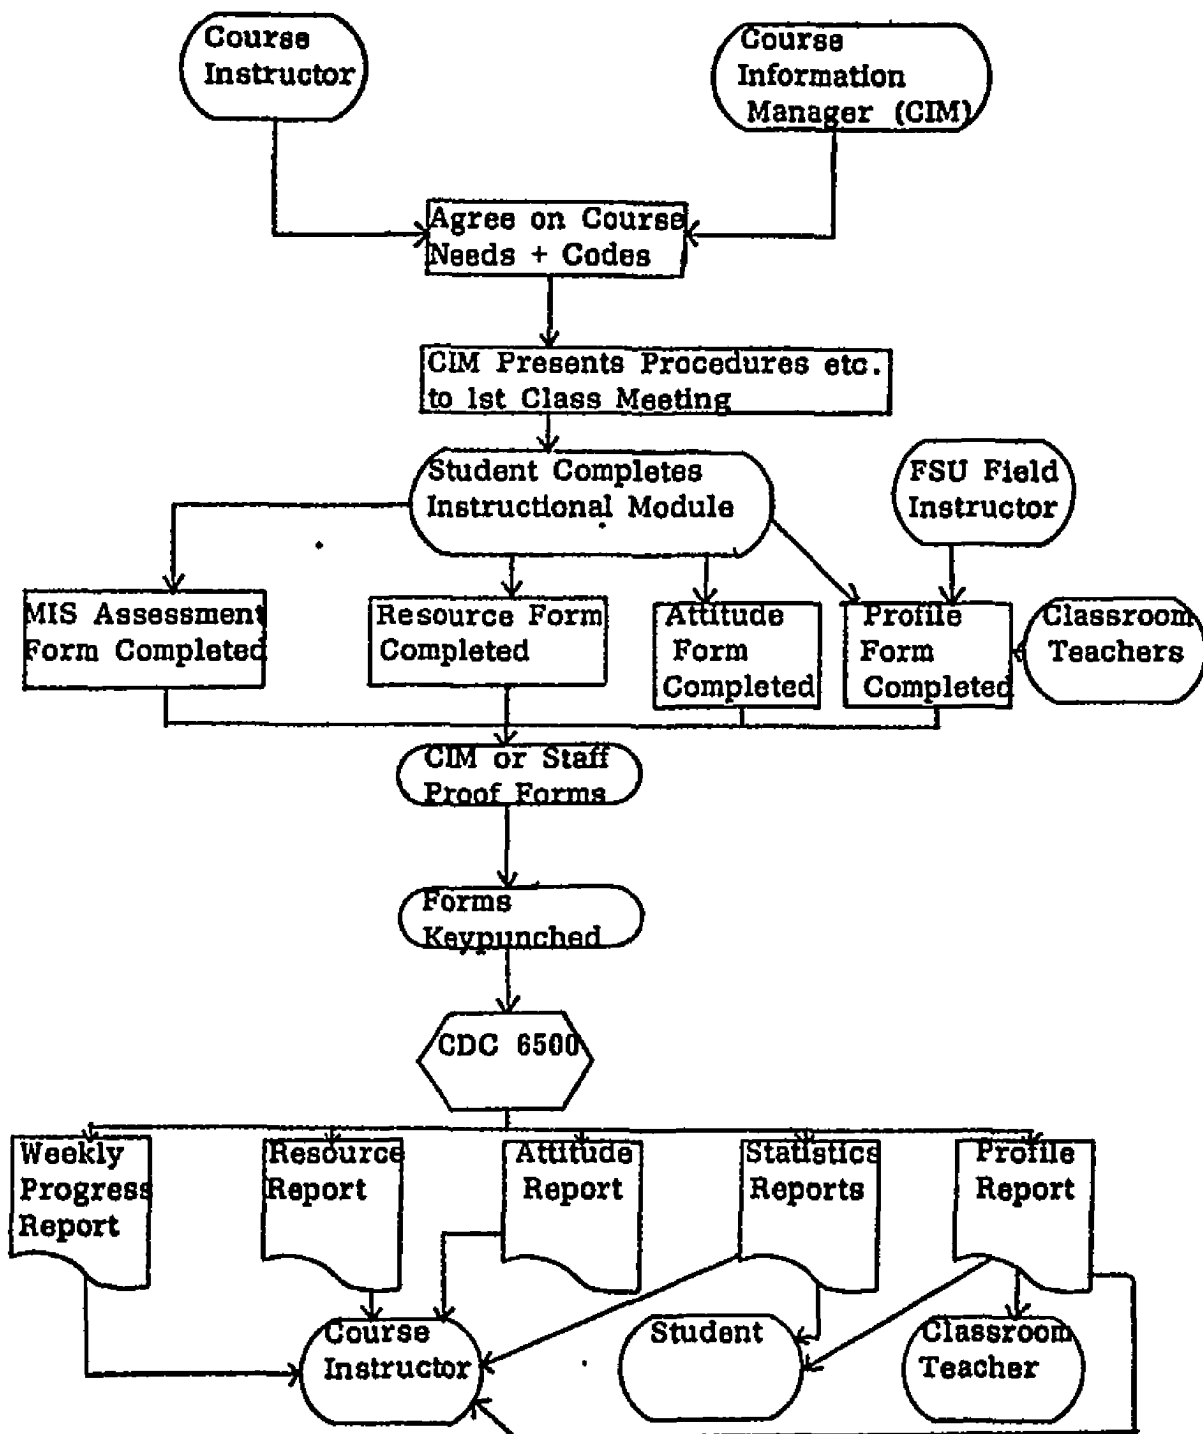 Course
Instructor
Course
Information
Manager (CIM)
Agree on Course
Needs + Codes
CIM Presents Procedures etc.
to 1st Class Meeting
Student Completes
Instructional Module
FSU Field
Instructor
MIS Assessment
Form Completed
Resource Form
Completed
Attitude
Form
Completed
Profile
Form
Completed
Classroom
Teachers
CIM or Staff
Proof Forms
Forms
Keypunched
CDC 6500
Weekly
Progress
Report
Resource
Report
Attitude
Report
Statistics
Reports
Profile
Report
Course
Instructor
Student
Classroom
Teacher